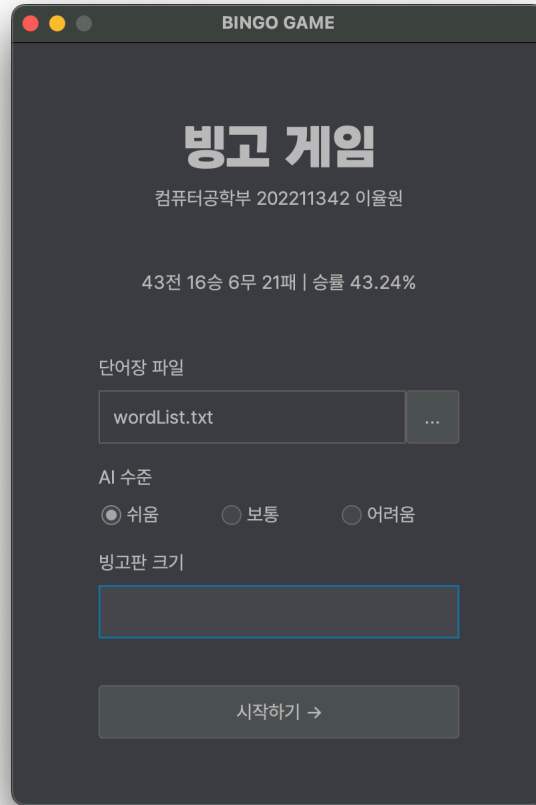 BINGO GAME
빙고 게임
컴퓨터공학부 202211342 이율원
43전 16승 6무 21패 | 승률 43.24%
단어장 파일
wordList.txt ...
AI 수준
쉬움 보통 어려움
빙고판 크기
시작하기 →